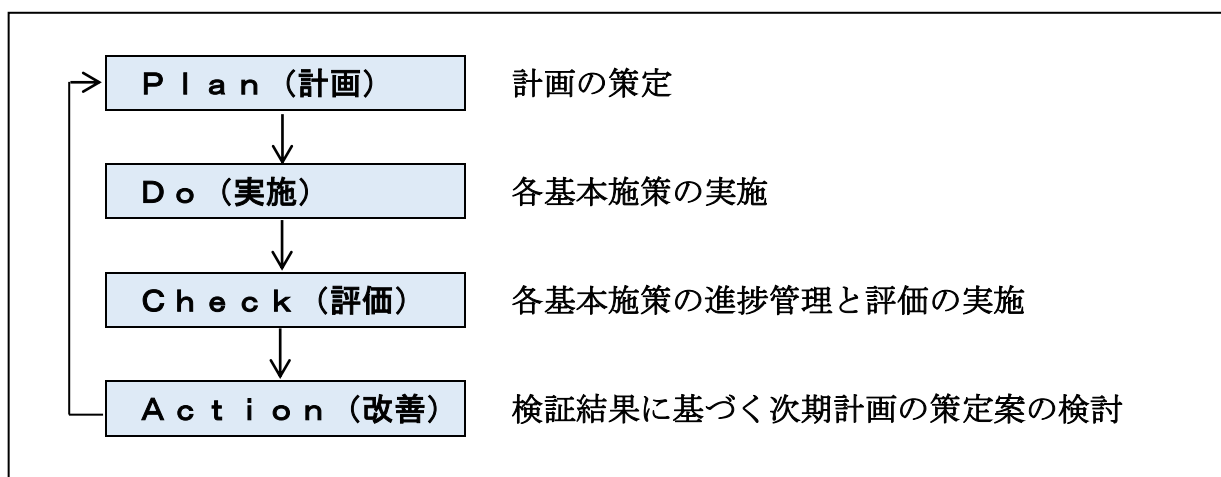 Ｐｌａｎ（計画） 計画の策定
Ｄｏ（実施） 各基本施策の実施
Ｃｈｅｃｋ（評価） 各基本施策の進捗管理と評価の実施
Ａｃｔｉｏｎ（改善） 検証結果に基づく次期計画の策定案の検討